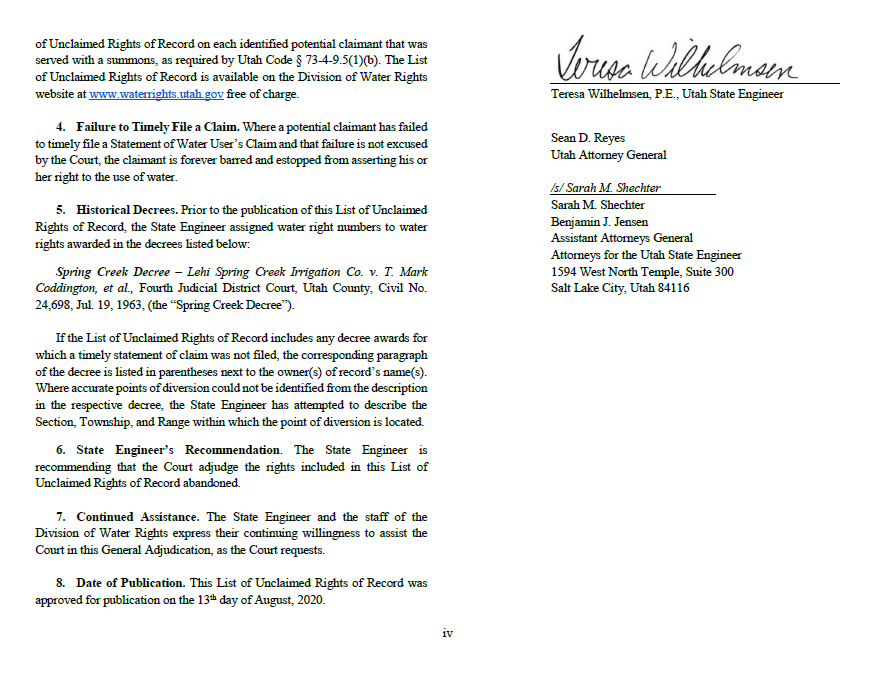 of Unclaimed Rights of Record on each identified potential claimant that was
served with a summons, as required by Utah Code § 73-4-9.5(1)(b). The List
of Unclaimed Rights of Record is available on the Division of Water Rights
website at www.waterrights.utah.gov free of charge.
4. Failure to Timely File a Claim. Where a potential claimant has failed
to timely file a Statement of Water User's Claim and that failure is not excused
by the Court, the claimant is forever barred and estopped from asserting his or
her right to the use of water.
5. Historical Decrees. Prior to the publication of this List of Unclaimed
Rights of Record, the State Engineer assigned water right numbers to water
rights awarded in the decrees listed below:
Spring Creek Decree – Lehi Spring Creek Irrigation Co. v. T. Mark
Coddington, et al., Fourth Judicial District Court, Utah County, Civil No.
24,698, Jul. 19, 1963, (the “Spring Creek Decree”).
If the List of Unclaimed Rights of Record includes any decree awards for
which a timely statement of claim was not filed, the corresponding paragraph
of the decree is listed in parentheses next to the owner(s) of record's name(s).
Where accurate points of diversion could not be identified from the description
in the respective decree, the State Engineer has attempted to describe the
Section, Township, and Range within which the point of diversion is located.
6. State Engineer's Recommendation. The State Engineer is
recommending that the Court adjudge the rights included in this List of
Unclaimed Rights of Record abandoned.
7. Continued Assistance. The State Engineer and the staff of the
Division of Water Rights express their continuing willingness to assist the
Court in this General Adjudication, as the Court requests.
8. Date of Publication. This List of Unclaimed Rights of Record was
approved for publication on the 13th day of August, 2020.
Teresa Wilhelmsen
Teresa Wilhelmsen, P.E., Utah State Engineer
Sean D. Reyes
Utah Attorney General
/s/ Sarah M. Shechter
Sarah M. Shechter
Benjamin J. Jensen
Assistant Attorneys General
Attorneys for the Utah State Engineer
1594 West North Temple, Suite 300
Salt Lake City, Utah 84116
iv